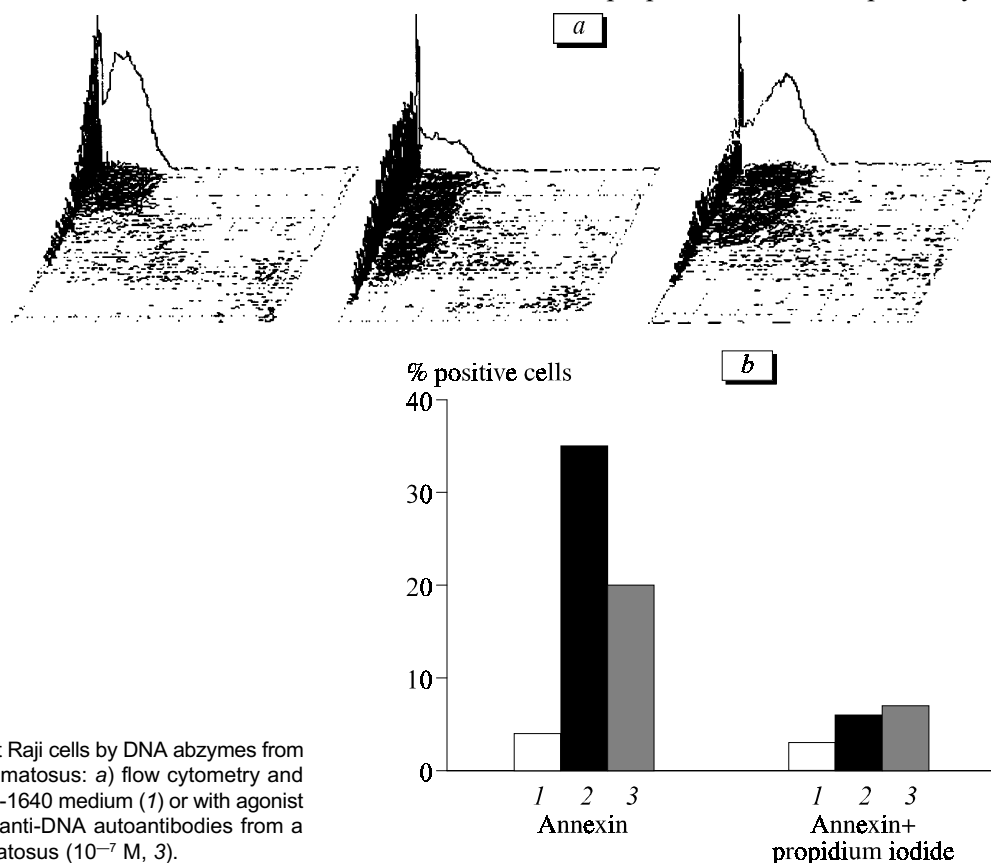 a
b
% positive cells
40
30
20
10
0
1 2 3
1 2 3
Annexin
Annexin+
propidium iodide
Raji cells by DNA abzymes from
matosus: a) flow cytometry and
-1640 medium (1) or with agonist
anti-DNA autoantibodies from a
atosus (10⁻⁷ M, 3).